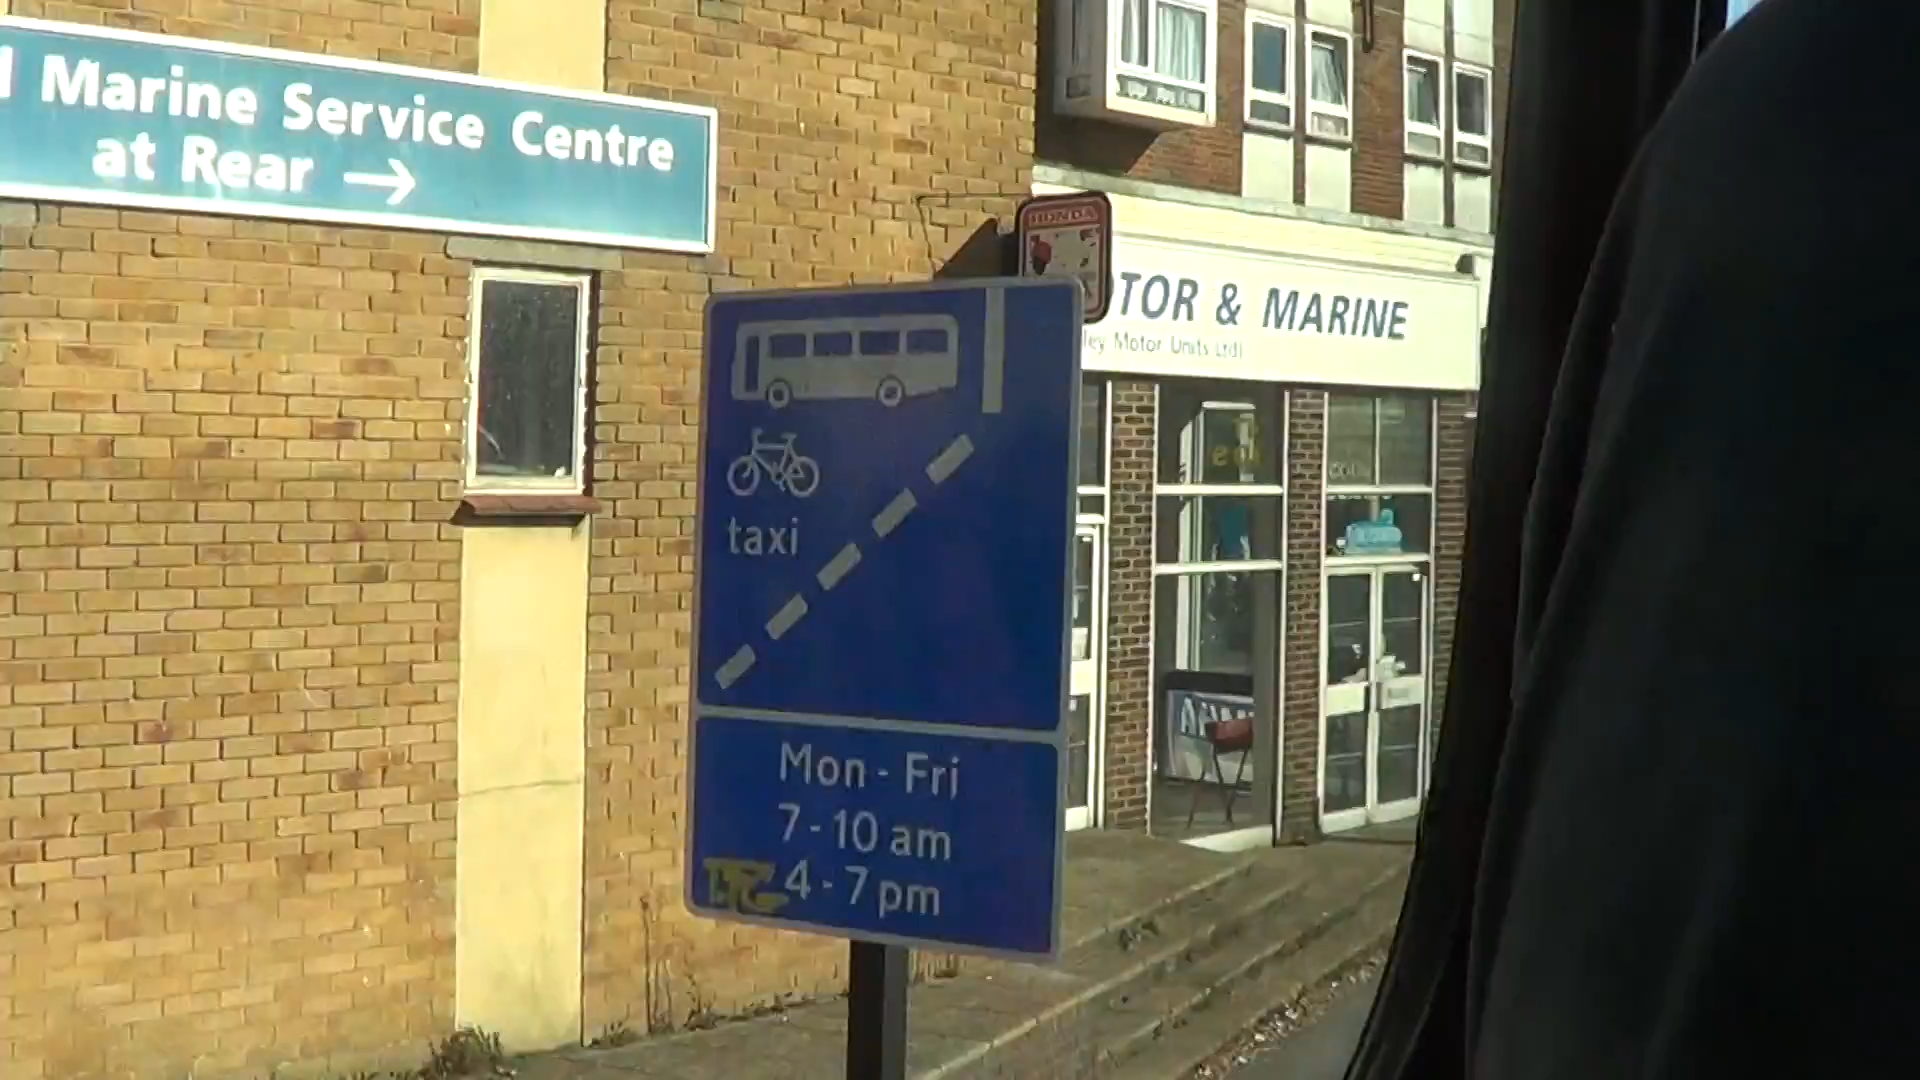 Marine Service Centre
at Rear →
HONDA
TOR & MARINE
ley Motor Units Ltd)
taxi
Mon - Fri
7 - 10 am
4 - 7 pm